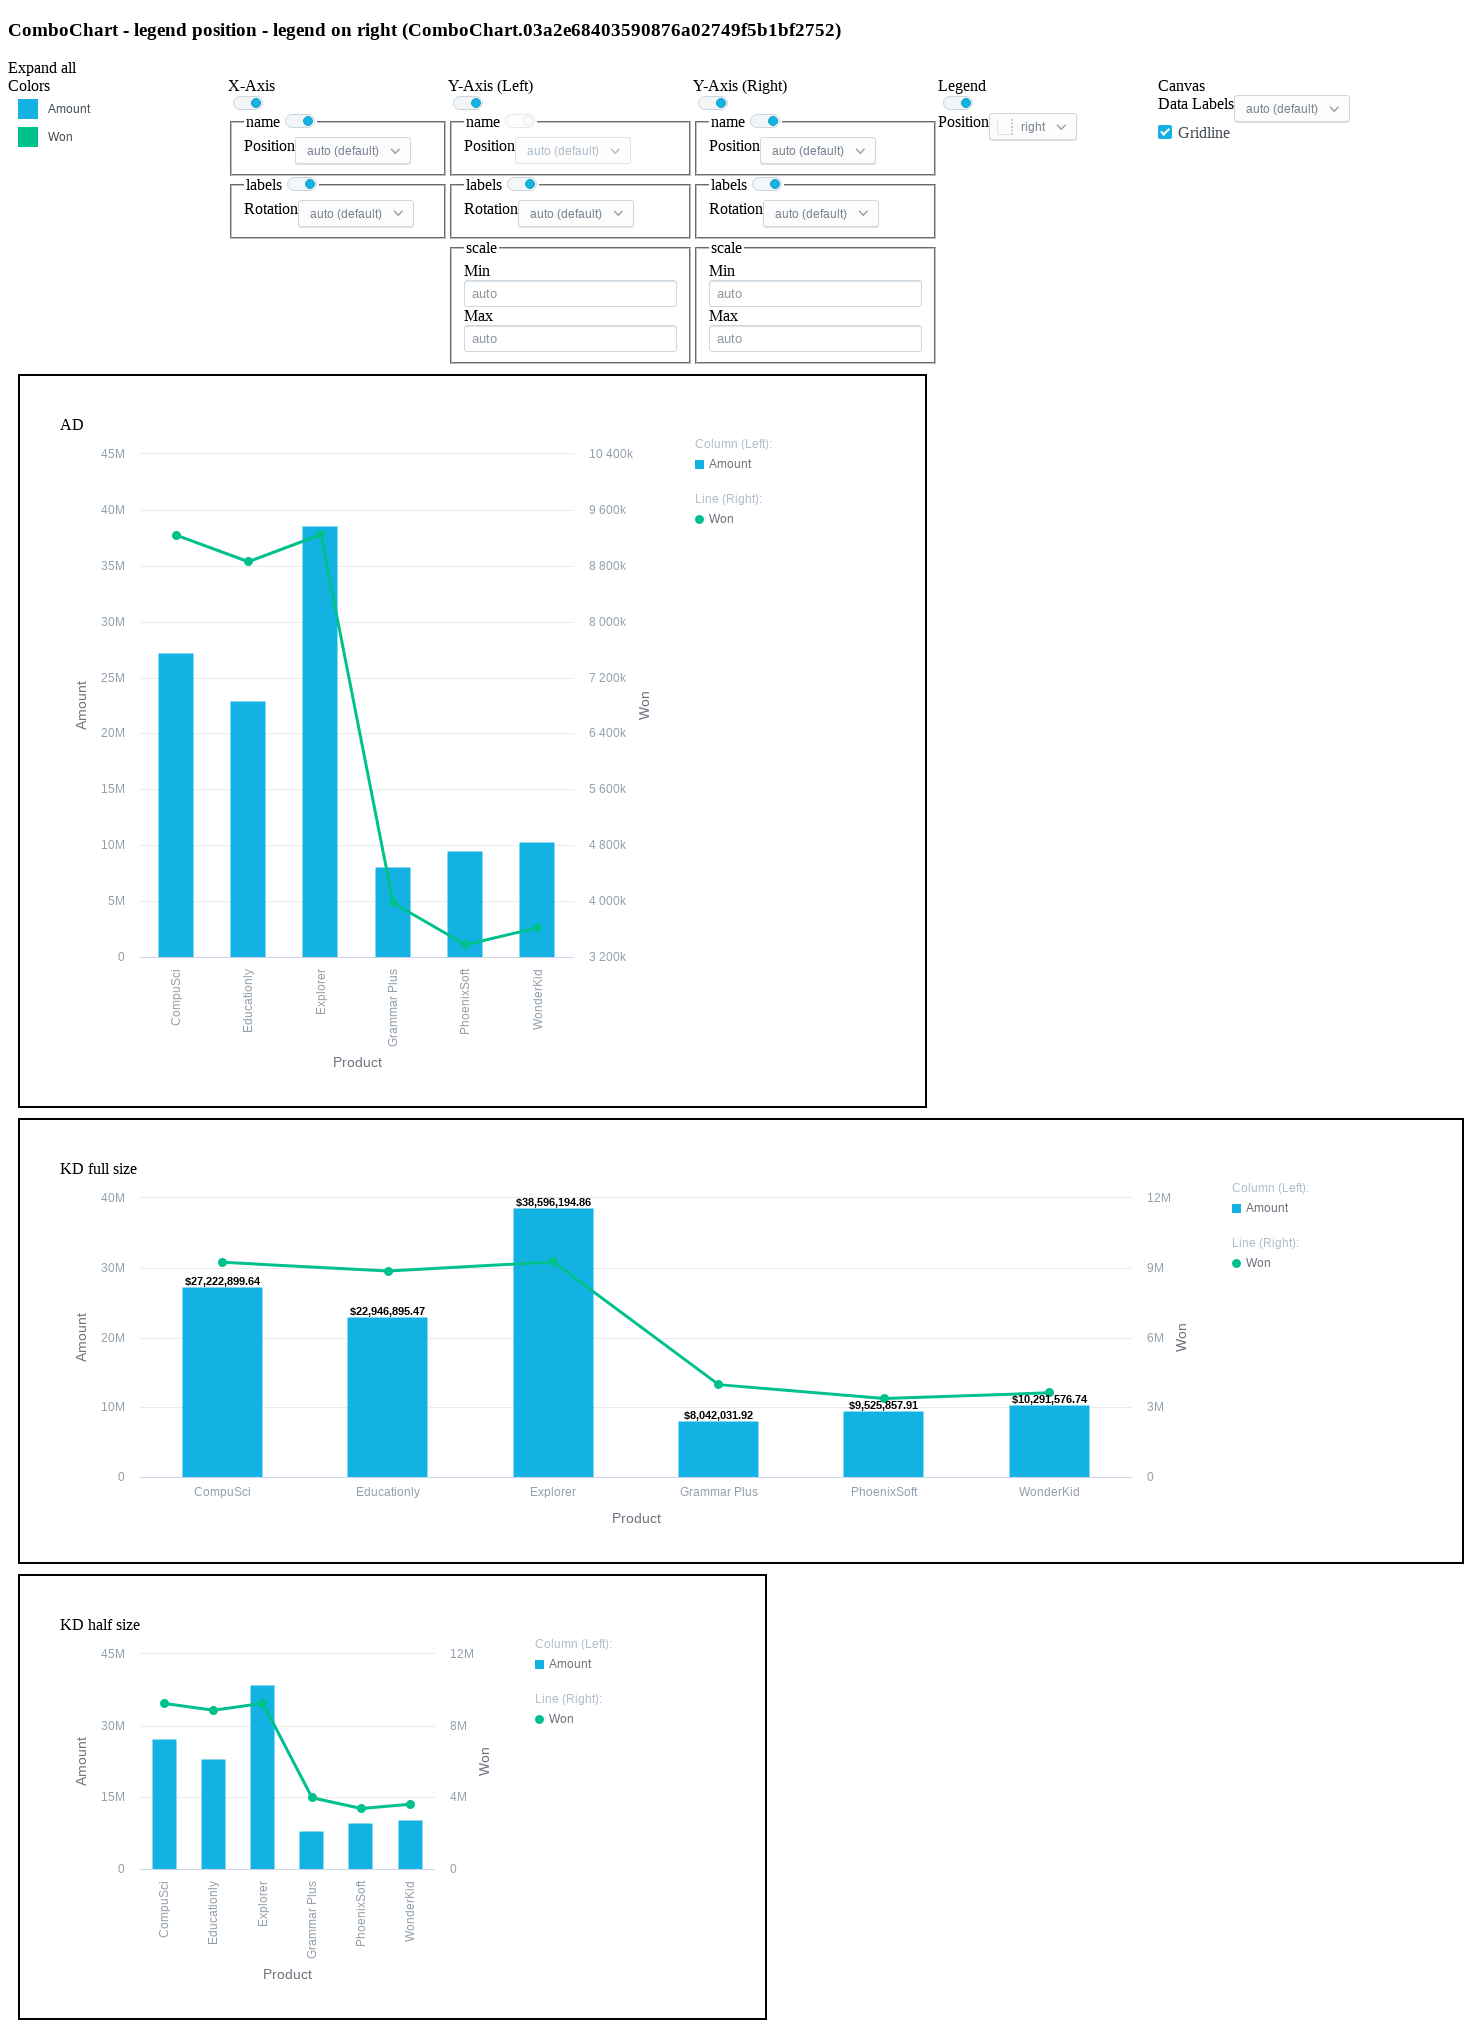 ComboChart - legend position - legend on right (ComboChart.03a2e68403590876a02749f5b1bf2752)
Expand all
Colors
Amount
Won
X-Axis
name
Position auto (default)
labels
Rotation auto (default)
Y-Axis (Left)
name
Position auto (default)
labels
Rotation auto (default)
scale
Min
auto
Max
auto
Y-Axis (Right)
name
Position auto (default)
labels
Rotation auto (default)
scale
Min
auto
Max
auto
Legend
Position right
Canvas
Data Labels auto (default)
Gridline
AD
45M
40M
35M
30M
25M
20M
15M
10M
5M
0
Amount
10 400k
9 600k
8 800k
8 000k
7 200k
6 400k
5 600k
4 800k
4 000k
3 200k
Won
CompuSci
Educationly
Explorer
Grammar Plus
PhoenixSoft
WonderKid
Product
Column (Left):
Amount
Line (Right):
Won
KD full size
40M
30M
20M
10M
0
Amount
$27,222,899.64
$22,946,895.47
$38,596,194.86
$8,042,031.92
$9,525,857.91
$10,291,576.74
12M
9M
6M
3M
0
Won
CompuSci
Educationly
Explorer
Grammar Plus
PhoenixSoft
WonderKid
Product
Column (Left):
Amount
Line (Right):
Won
KD half size
45M
30M
15M
0
Amount
12M
8M
4M
0
Won
CompuSci
Educationly
Explorer
Grammar Plus
PhoenixSoft
WonderKid
Product
Column (Left):
Amount
Line (Right):
Won